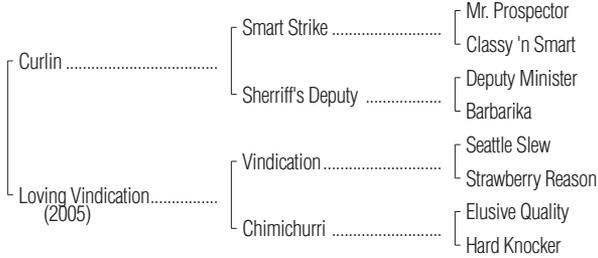 Mr. Prospector
Smart Strike ......................
Classy 'n Smart
Curlin ..............................
Deputy Minister
Sherriff's Deputy ...............
Barbarika
Seattle Slew
Vindication........................
Strawberry Reason
Loving Vindication.............
(2005)
Elusive Quality
Chimichurri ......................
Hard Knocker